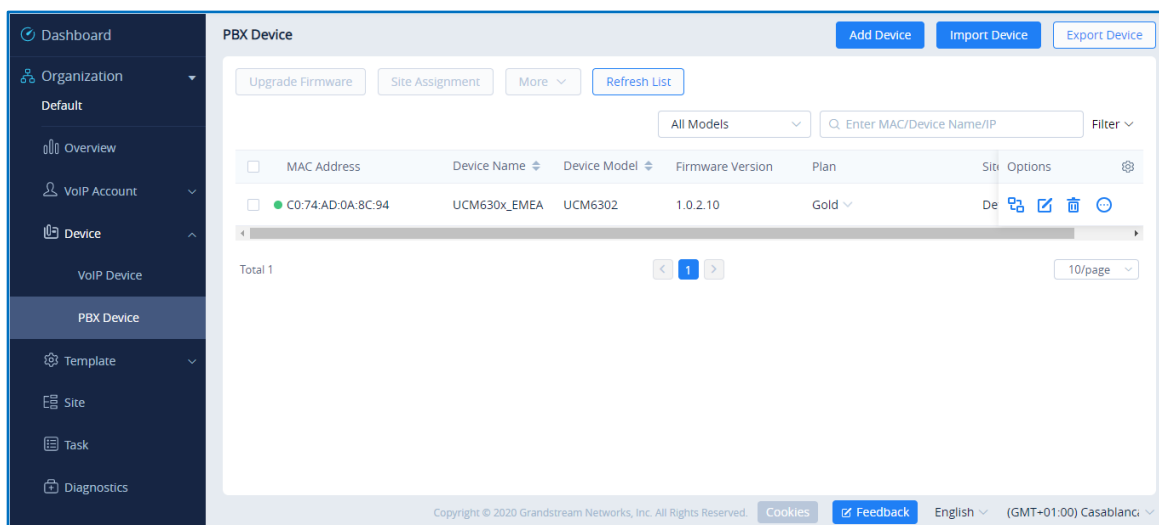 Dashboard
Organization
Default
Overview
VoIP Account
Device
VoIP Device
PBX Device
Template
Site
Task
Diagnostics
PBX Device Add Device Import Device Export Device
Upgrade Firmware Site Assignment More Refresh List
All Models Enter MAC/Device Name/IP Filter
MAC Address Device Name Device Model Firmware Version Plan Sit Options
C0:74:AD:0A:8C:94 UCM630x_EMEA UCM6302 1.0.2.10 Gold De
Total 1 1 10/page
Copyright © 2020 Grandstream Networks, Inc. All Rights Reserved. Cookies Feedback English (GMT+01:00) Casablanc